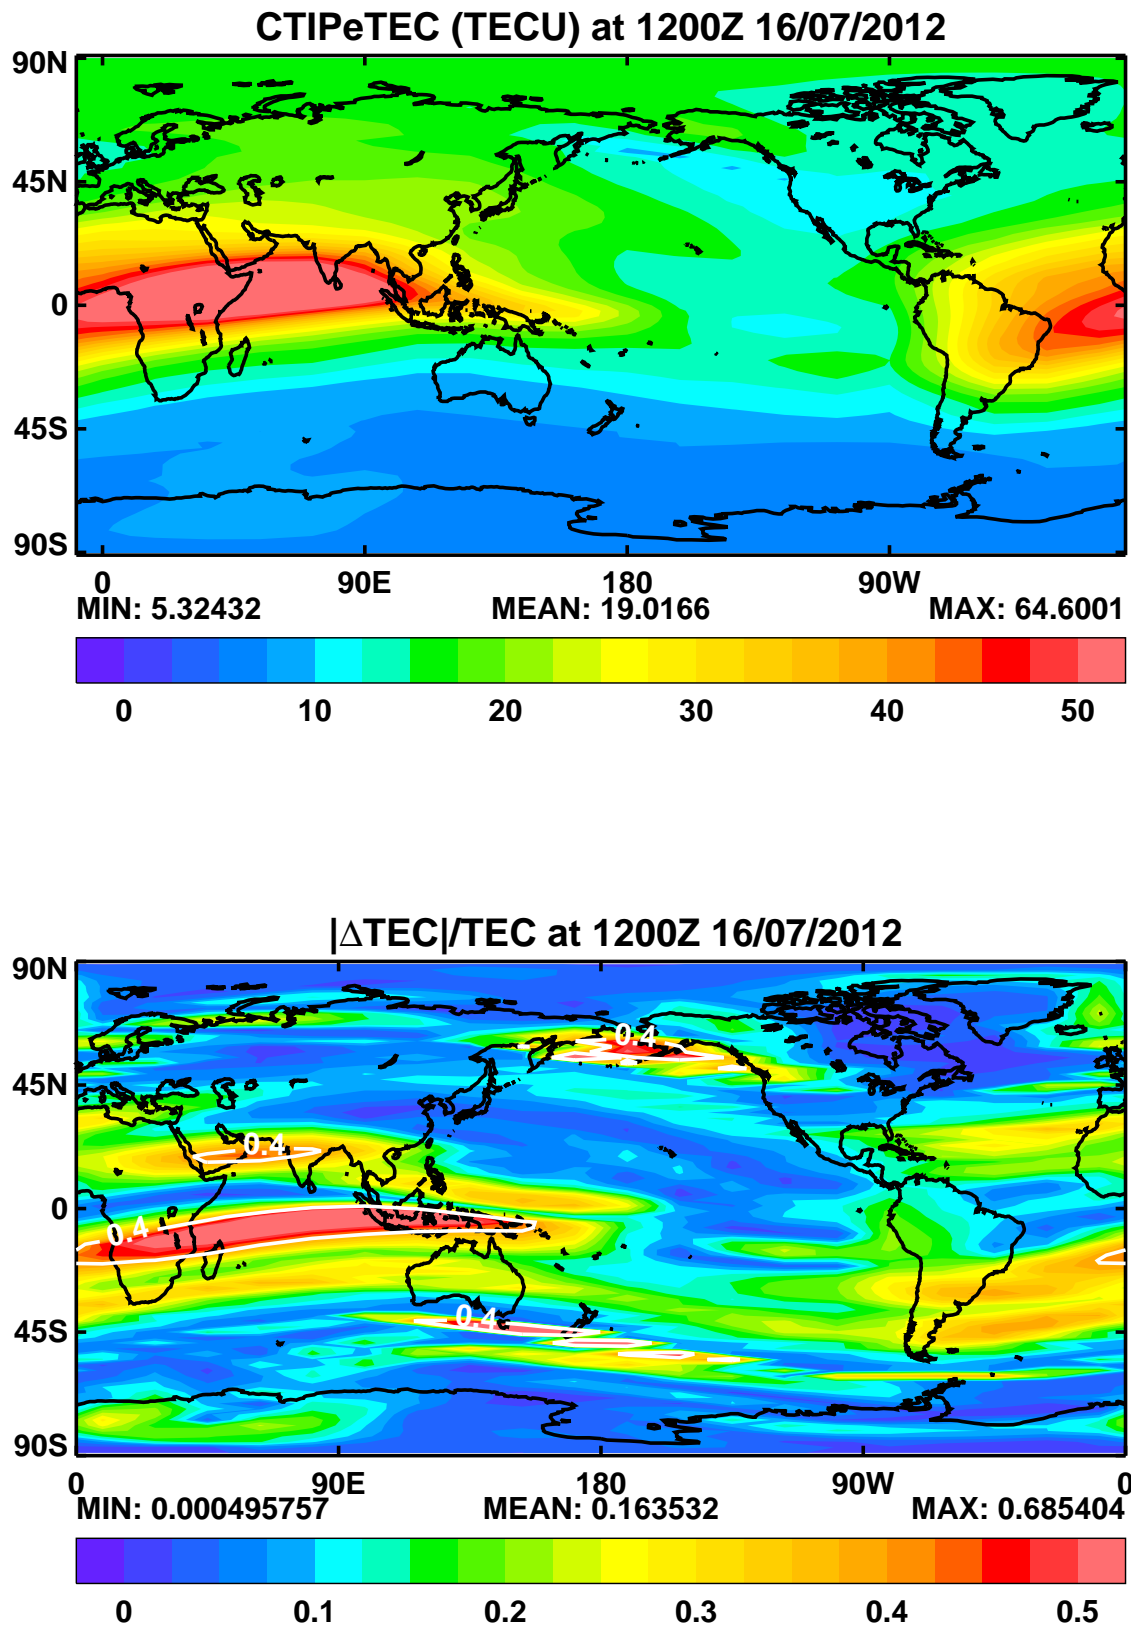 CTIPeTEC (TECU) at 1200Z 16/07/2012
90N
45N
0
45S
90S
0 90E 180 90W
MIN: 5.32432 MEAN: 19.0166 MAX: 64.6001
0 10 20 30 40 50
|ΔTEC|/TEC at 1200Z 16/07/2012
90N
0.4
45N
0.4
0
0.4
0.4
45S
90S
0 90E 180 90W 0
MIN: 0.000495757 MEAN: 0.163532 MAX: 0.685404
0 0.1 0.2 0.3 0.4 0.5